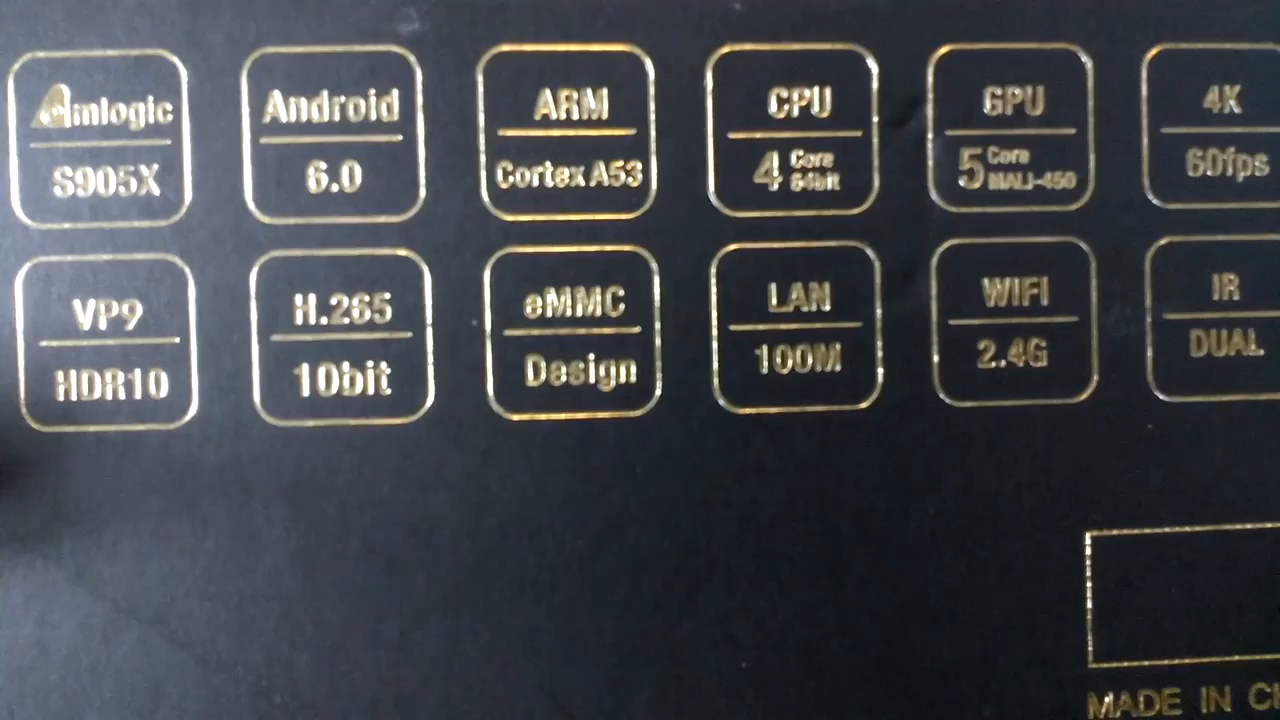 Amlogic
S905X
Android
6.0
ARM
Cortex A53
CPU
4 Core
64bit
GPU
5 Core
MALI-450
4K
60fps
VP9
HDR10
H.265
10bit
eMMC
Design
LAN
100M
WIFI
2.4G
IR
DUAL
MADE IN